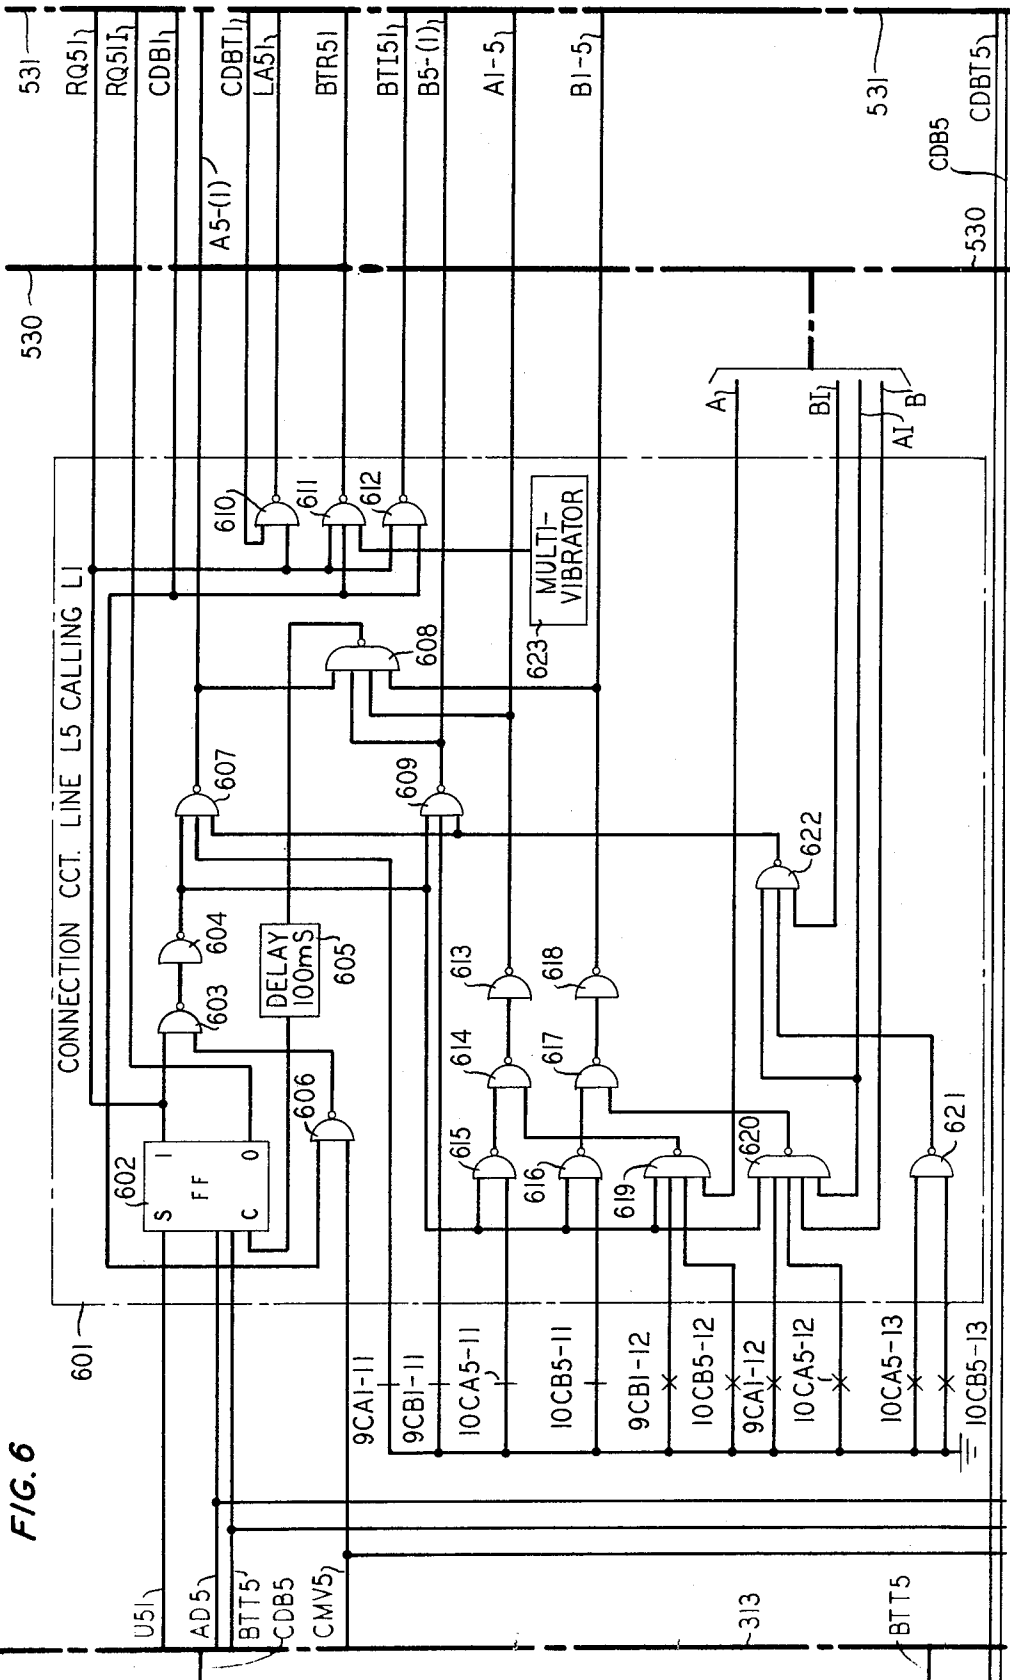 FIG. 6
531
RQ51
RQ51I
CDB1
A5-(1)
CDBT1
LA51
BTR51
BTI51
B5-(1)
A1-5
B1-5
531
CDBT5
CDB5
530
530
CONNECTION CCT. LINE L5 CALLING L1
601
602
S
1
FF
C
0
603
604
DELAY
100mS
605
606
607
608
609
610
611
612
MULTI-
VIBRATOR
623
613
614
615
616
617
618
619
620
621
622
A
BI
AI
B
9CA1-11
9CB1-11
10CA5-11
10CB5-11
9CB1-12
10CB5-12
9CA1-12
10CA5-12
10CA5-13
10CB5-13
U51
AD5
BTT5
CDB5
CMV5
313
BTT5